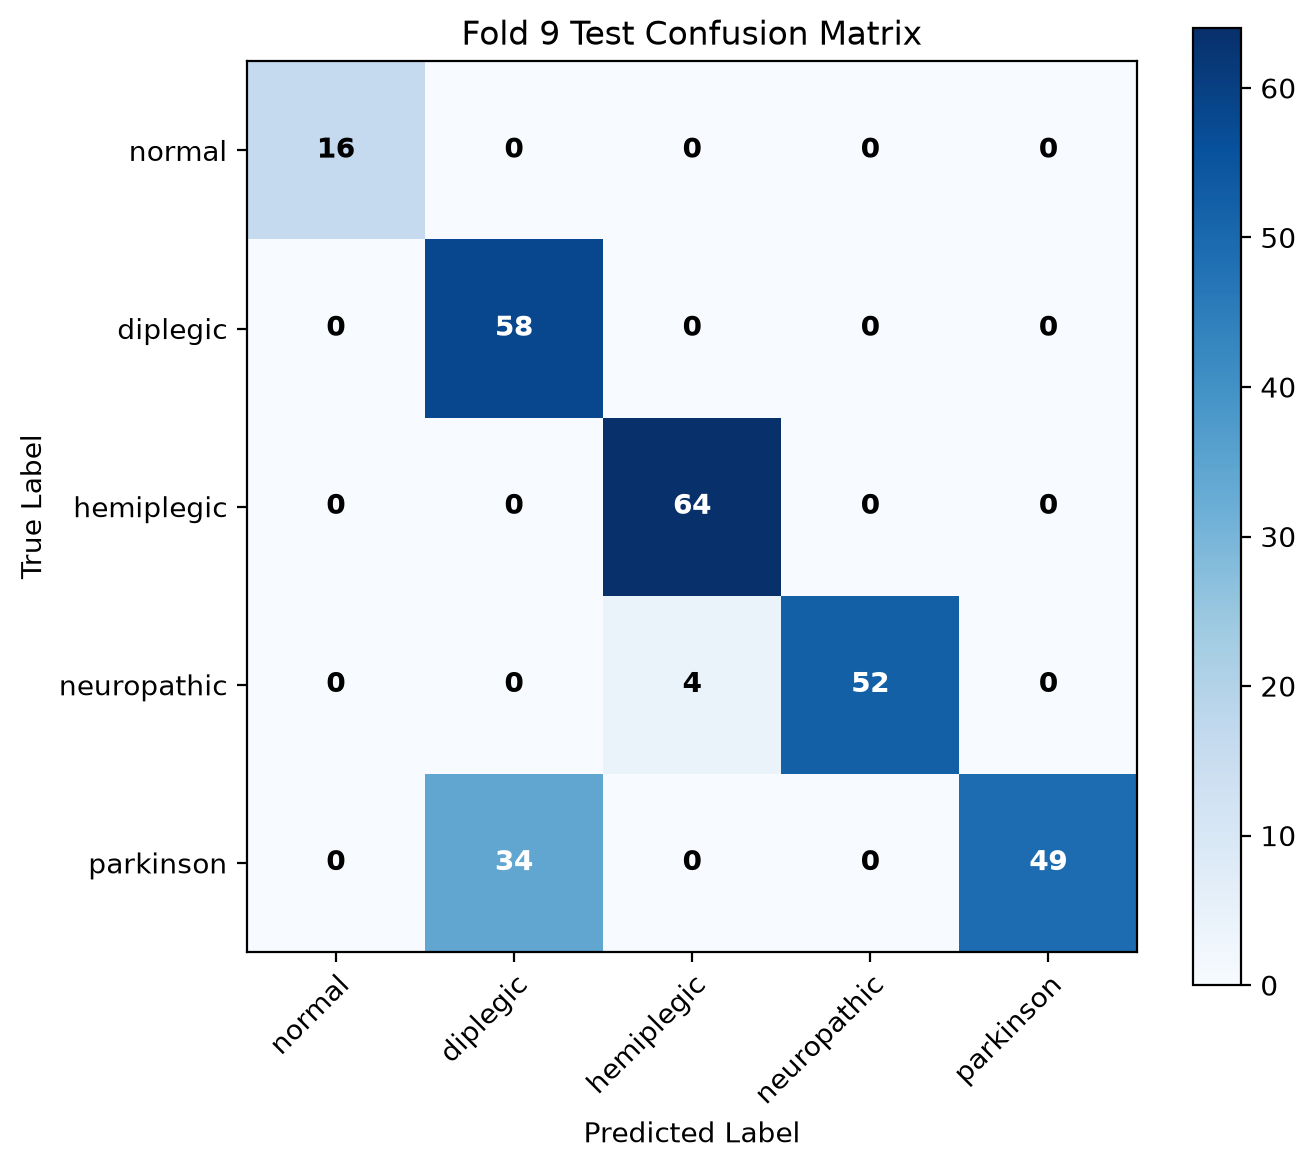 Fold 9 Test Confusion Matrix
True Label
normal 16 0 0 0 0
diplegic 0 58 0 0 0
hemiplegic 0 0 64 0 0
neuropathic 0 0 4 52 0
parkinson 0 34 0 0 49
normal diplegic hemiplegic neuropathic parkinson
Predicted Label
60
50
40
30
20
10
0